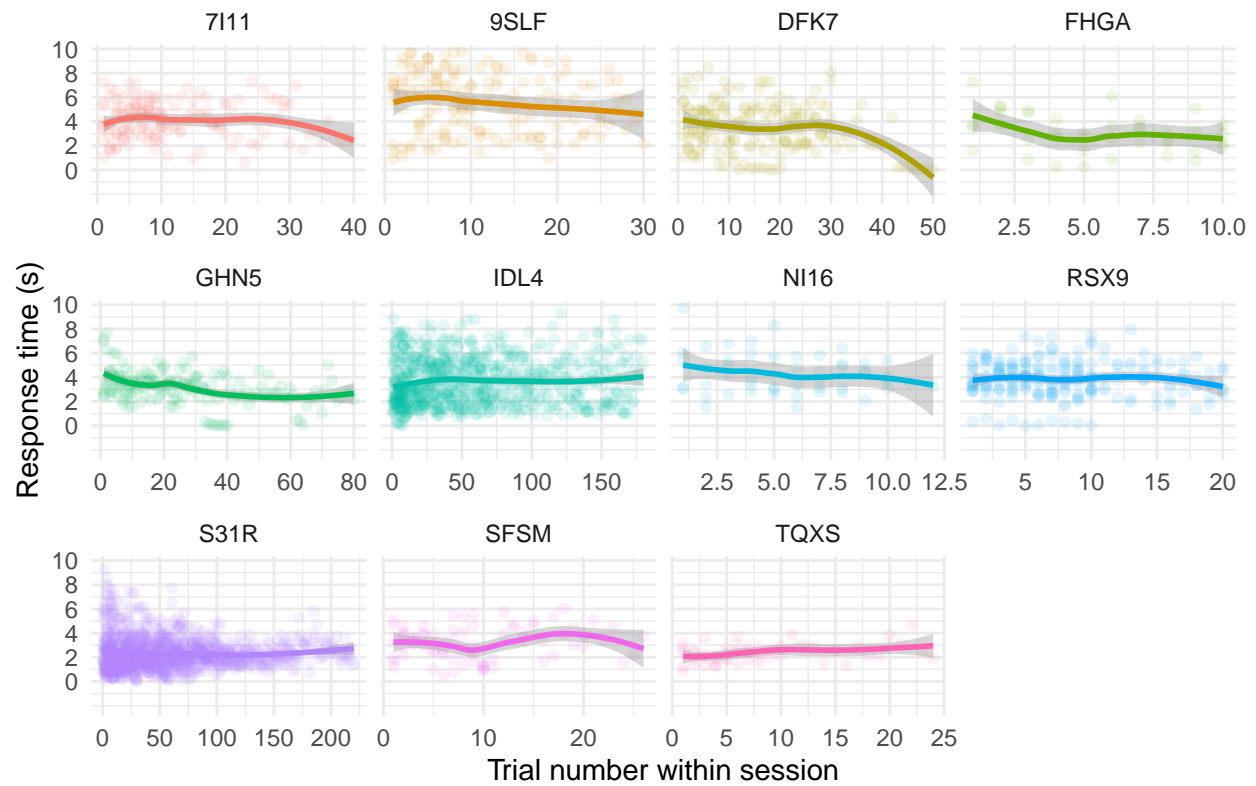 7I11 9SLF DFK7 FHGA
10
8
6
4
2
0
0 10 20 30 40 0 10 20 30 0 10 20 30 40 50 2.5 5.0 7.5 10.0
GHN5 IDL4 NI16 RSX9
10
8
6
4
2
0
0 20 40 60 80 0 50 100 150 2.5 5.0 7.5 10.0 12.5 5 10 15 20
S31R SFSM TQXS
10
8
6
4
2
0
0 50 100 150 200 0 10 20 0 5 10 15 20 25
Response time (s)
Trial number within session